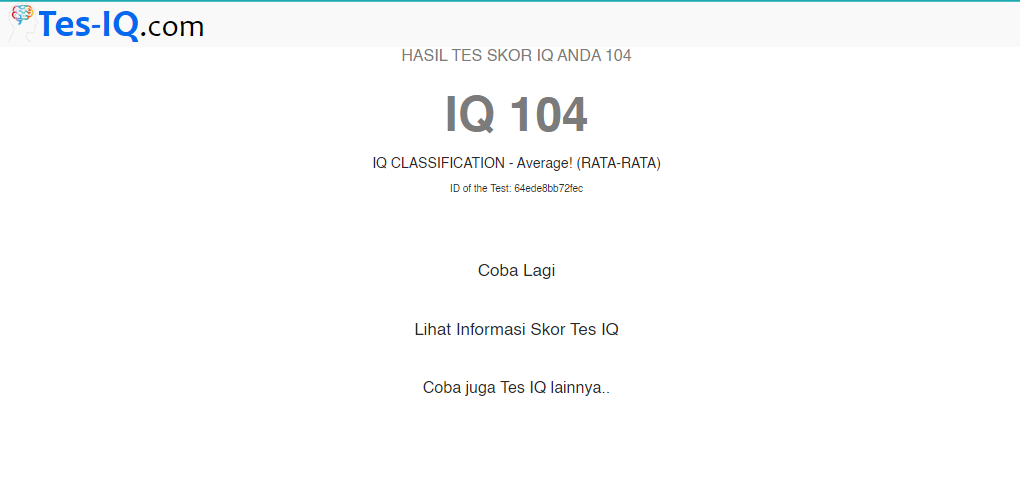 Tes-IQ.com
HASIL TES SKOR IQ ANDA 104
IQ 104
IQ CLASSIFICATION - Average! (RATA-RATA)
ID of the Test: 64ede8bb72fec
Coba Lagi
Lihat Informasi Skor Tes IQ
Coba juga Tes IQ lainnya..